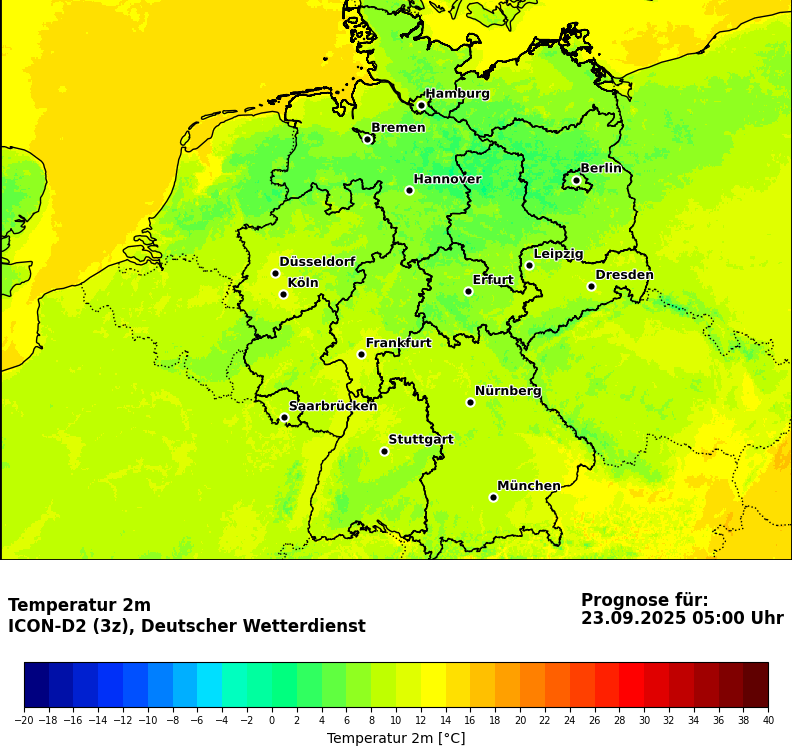 Hamburg
Bremen
Berlin
Hannover
Leipzig
Düsseldorf
Dresden
Köln
Erfurt
Frankfurt
Nürnberg
Saarbrücken
Stuttgart
München
Temperatur 2m
ICON-D2 (3z), Deutscher Wetterdienst
Prognose für:
23.09.2025 05:00 Uhr
−20 −18 −16 −14 −12 −10 −8 −6 −4 −2 0 2 4 6 8 10 12 14 16 18 20 22 24 26 28 30 32 34 36 38 40
Temperatur 2m [°C]